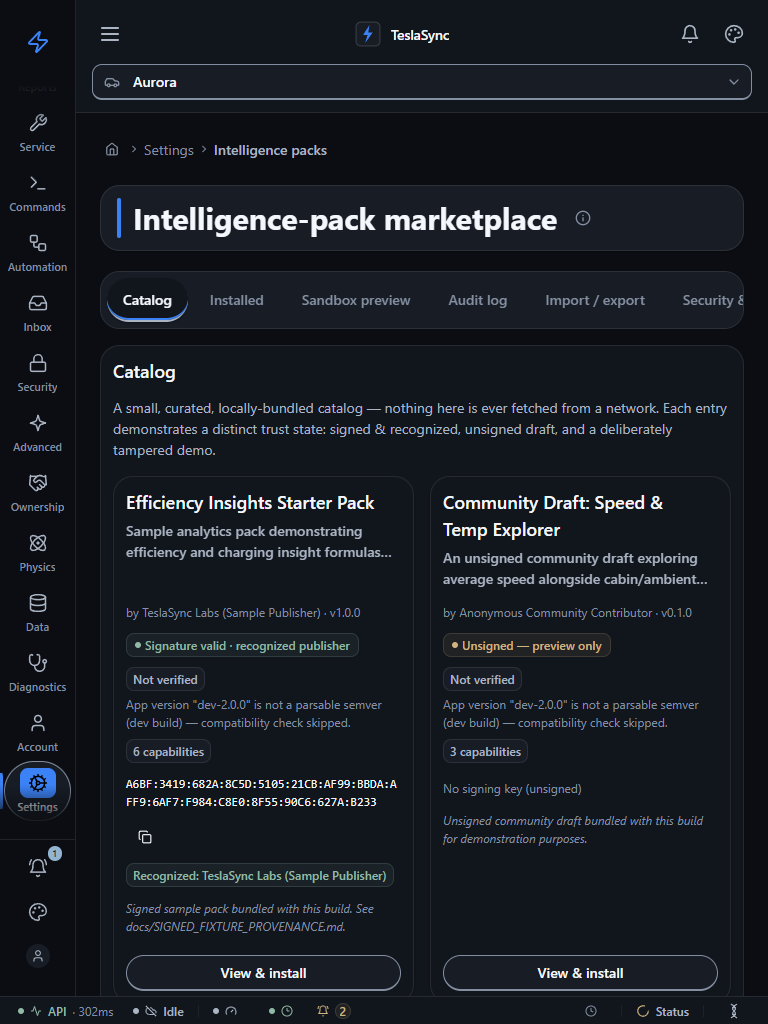 TeslaSync
Aurora
Reports
Service
Commands
Automation
Inbox
Security
Advanced
Ownership
Physics
Data
Diagnostics
Account
Settings
1
Settings
Intelligence packs
Intelligence-pack marketplace
Catalog
Installed
Sandbox preview
Audit log
Import / export
Security &
Catalog
A small, curated, locally-bundled catalog — nothing here is ever fetched from a network. Each entry
demonstrates a distinct trust state: signed & recognized, unsigned draft, and a deliberately
tampered demo.
Efficiency Insights Starter Pack
Sample analytics pack demonstrating
efficiency and charging insight formulas...
by TeslaSync Labs (Sample Publisher) · v1.0.0
Signature valid · recognized publisher
Not verified
App version "dev-2.0.0" is not a parsable semver
(dev build) — compatibility check skipped.
6 capabilities
A6BF:3419:682A:8C5D:5105:21CB:AF99:BBDA:A
FF9:6AF7:F984:C8E0:8F55:90C6:627A:B233
Recognized: TeslaSync Labs (Sample Publisher)
Signed sample pack bundled with this build. See
docs/SIGNED_FIXTURE_PROVENANCE.md.
View & install
Community Draft: Speed &
Temp Explorer
An unsigned community draft exploring
average speed alongside cabin/ambient...
by Anonymous Community Contributor · v0.1.0
Unsigned — preview only
Not verified
App version "dev-2.0.0" is not a parsable semver
(dev build) — compatibility check skipped.
3 capabilities
No signing key (unsigned)
Unsigned community draft bundled with this build
for demonstration purposes.
View & install
API · 302ms
Idle
2
Status